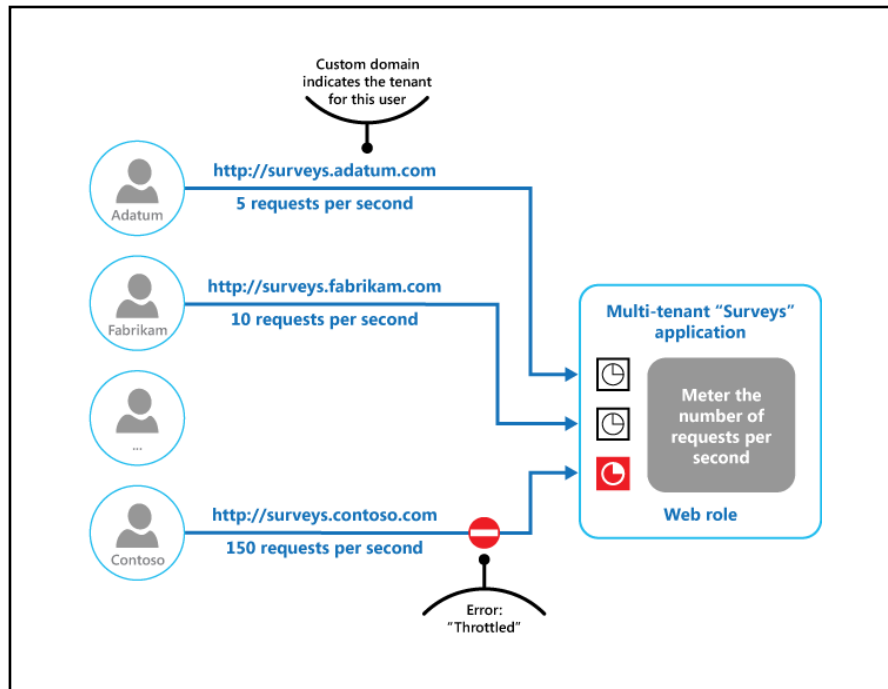 Custom domain
indicates the tenant
for this user
http://surveys.adatum.com
5 requests per second
Adatum
http://surveys.fabrikam.com
10 requests per second
Fabrikam
...
http://surveys.contoso.com
150 requests per second
Contoso
Error:
"Throttled"
Multi-tenant “Surveys”
application
Meter the
number of
requests per
second
Web role